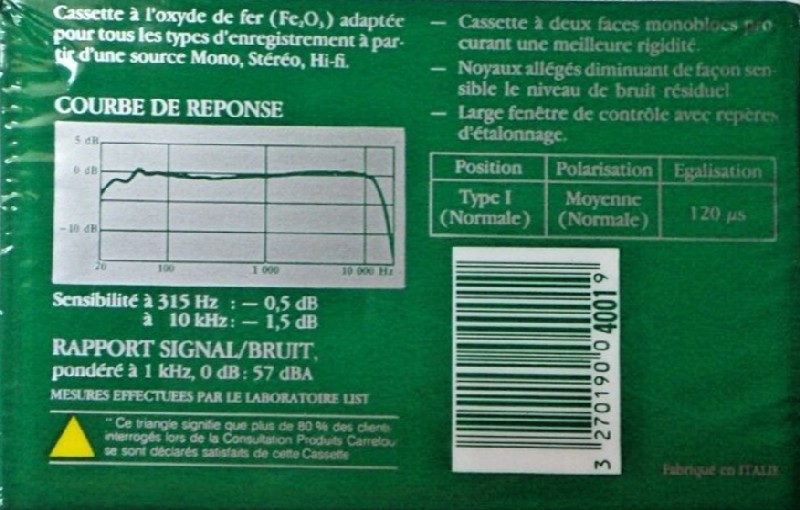 Cassette à l'oxyde de fer (Fe₂O₃) adaptée
pour tous les types d'enregistrement à par-
tir d'une source Mono, Stéréo, Hi-fi.
COURBE DE REPONSE
5 dB
0 dB
-10 dB
20 100 1 000 10 000 Hz
Sensibilité à 315 Hz : — 0,5 dB
à 10 kHz : — 1,5 dB
RAPPORT SIGNAL/BRUIT,
pondéré à 1 kHz, 0 dB : 57 dBA
MESURES EFFECTUEES PAR LE LABORATOIRE LIST
" Ce triangle signifie que plus de 80 % des clients
interrogés lors de la Consultation Produits Carrefou
se sont déclarés satisfaits de cette Cassette
— Cassette à deux faces monoblocs pro-
curant une meilleure rigidité.
— Noyaux allégés diminuant de façon sen-
sible le niveau de bruit résiduel
— Large fenêtre de contrôle avec repères
d'étalonnage.
Position Polarisation Egalisation
Type I Moyenne 120 µs
(Normale) (Normale)
3 270190 040019
Fabriqué en ITALIE